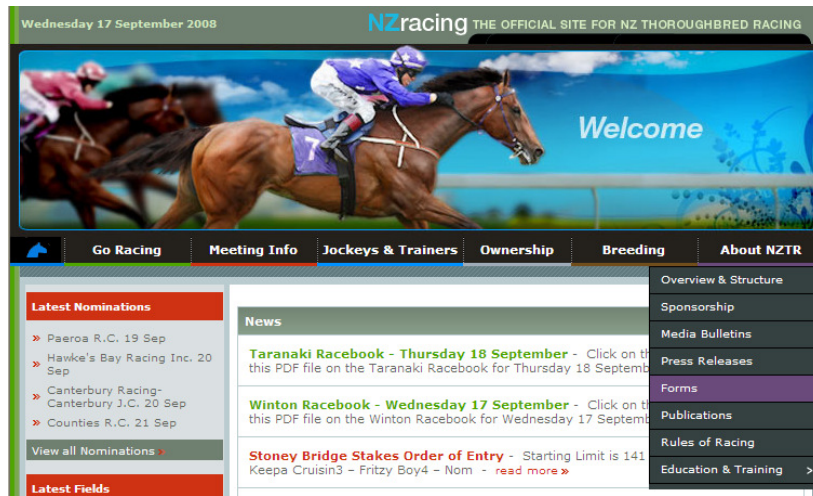 Wednesday 17 September 2008
NZracing THE OFFICIAL SITE FOR NZ THOROUGHBRED RACING
Welcome
7
Go Racing
Meeting Info
Jockeys & Trainers
Ownership
Breeding
About NZTR
Overview & Structure
Sponsorship
Media Bulletins
Press Releases
Forms
Publications
Rules of Racing
Education & Training >
Latest Nominations
» Paeroa R.C. 19 Sep
» Hawke's Bay Racing Inc. 20
Sep
» Canterbury Racing-
Canterbury J.C. 20 Sep
» Counties R.C. 21 Sep
View all Nominations »
Latest Fields
News
Taranaki Racebook - Thursday 18 September - Click on th
this PDF file on the Taranaki Racebook for Thursday 18 Septemb
Winton Racebook - Wednesday 17 September - Click on th
this PDF file on the Winton Racebook for Wednesday 17 Septemb
Stoney Bridge Stakes Order of Entry - Starting Limit is 141
Keepa Cruisin3 – Fritzy Boy4 – Nom - read more »